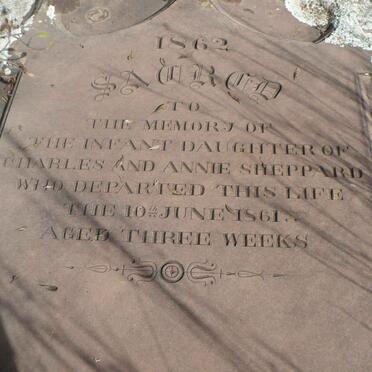 1862
SACRED
TO
THE MEMORY OF
THE INFANT DAUGHTER OF
CHARLES AND ANNIE SHEPPARD
WHO DEPARTED THIS LIFE
THE 10TH JUNE 1861.
AGED THREE WEEKS